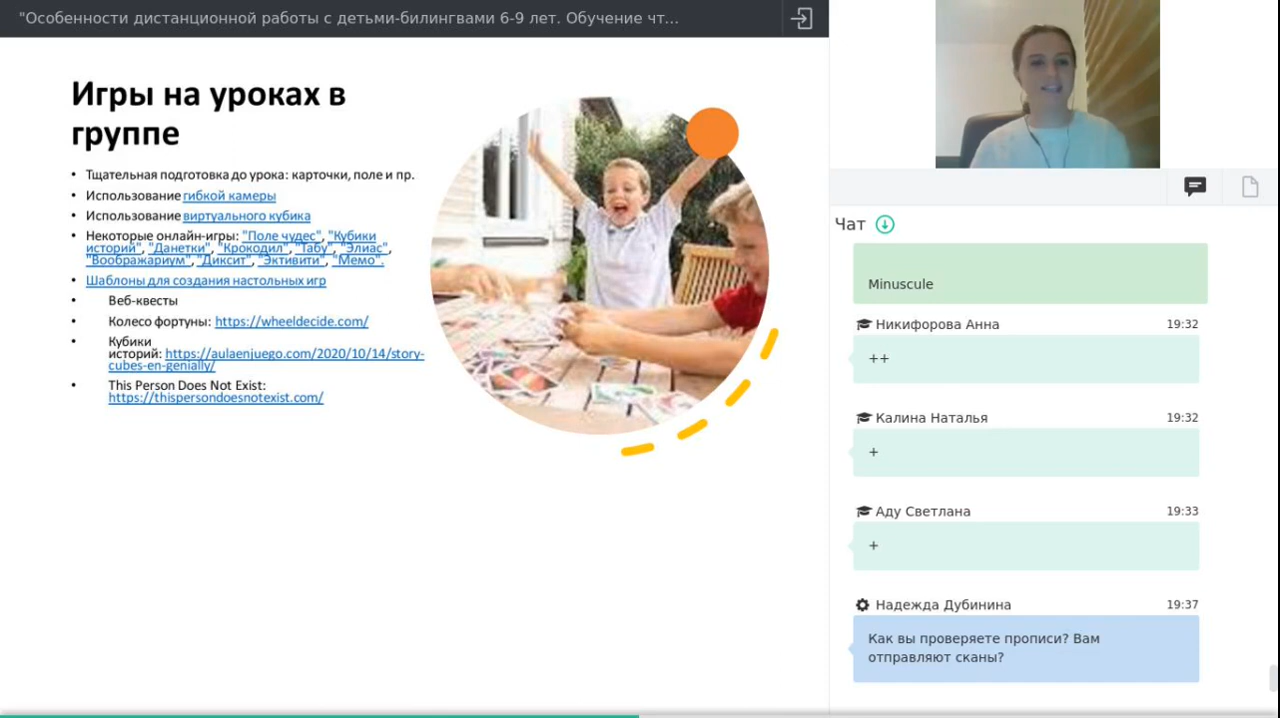 "Особенности дистанционной работы с детьми-билингвами 6-9 лет. Обучение чт...
Игры на уроках в
группе
• Тщательная подготовка до урока: карточки, поле и пр.
• Использование гибкой камеры
• Использование виртуального кубика
• Некоторые онлайн-игры: "Поле чудес", "Кубики
историй", "Данетки", "Крокодил", "Табу", "Элиас",
"Воображариум", "Диксит", "Эктивити", "Мемо".
• Шаблоны для создания настольных игр
• Веб-квесты
• Колесо фортуны: https://wheeldecide.com/
• Кубики
историй: https://aulaenjuego.com/2020/10/14/story-
cubes-en-genially/
• This Person Does Not Exist:
https://thispersondoesnotexist.com/
Чат
Minuscule
Никифорова Анна 19:32
++
Калина Наталья 19:32
+
Аду Светлана 19:33
+
Надежда Дубинина 19:37
Как вы проверяете прописи? Вам
отправляют сканы?